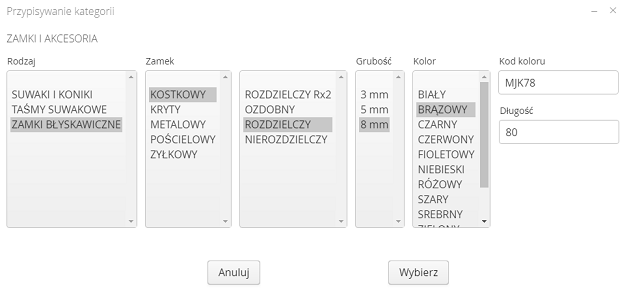 Przypisywanie kategorii
ZAMKI I AKCESORIA
Rodzaj
SUWAKI I KONIKI
TAŚMY SUWAKOWE
ZAMKI BŁYSKAWICZNE
Zamek
KOSTKOWY
KRYTY
METALOWY
POŚCIELOWY
ŻYŁKOWY
ROZDZIELCZY Rx2
OZDOBNY
ROZDZIELCZY
NIEROZDZIELCZY
Grubość
3 mm
5 mm
8 mm
Kolor
BIAŁY
BRĄZOWY
CZARNY
CZERWONY
FIOLETOWY
NIEBIESKI
RÓŻOWY
SZARY
SREBRNY
ZIELONY
Kod koloru
MJK78
Długość
80
Anuluj
Wybierz